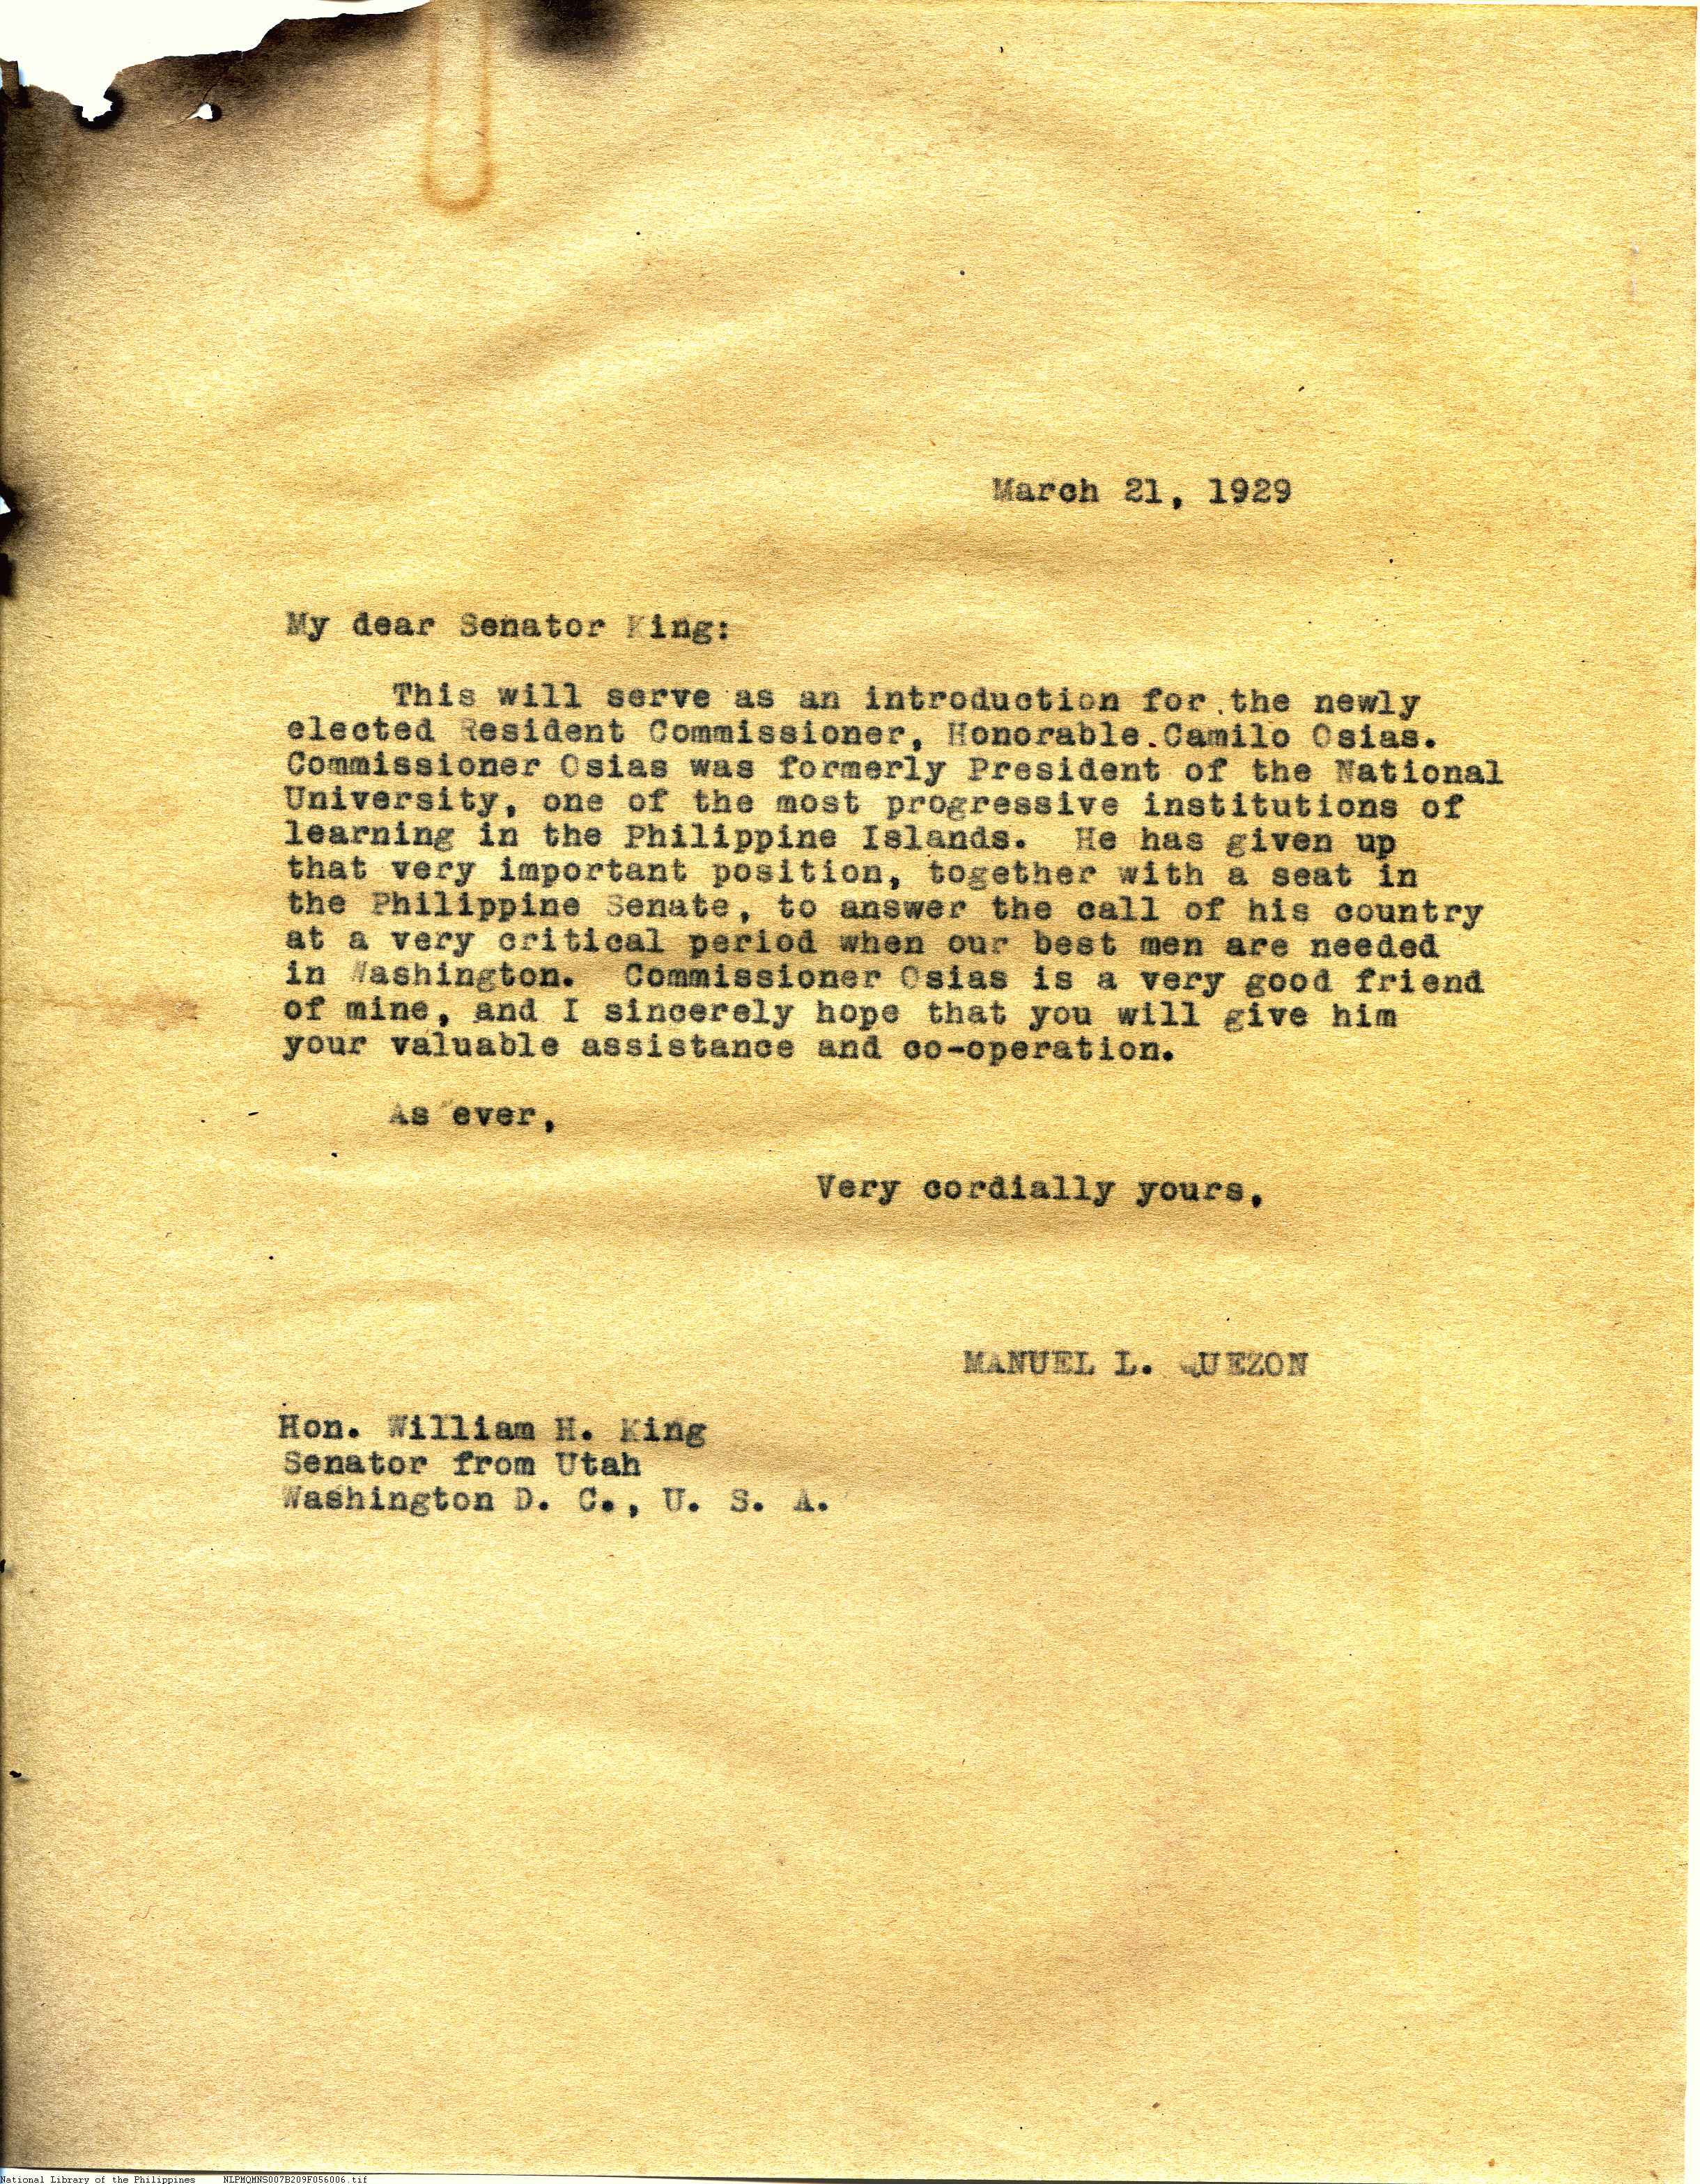 March 21, 1929
My dear Senator King:
This will serve as an introduction for the newly
elected Resident Commissioner, Honorable Camilo Osias.
Commissioner Osias was formerly President of the National
University, one of the most progressive institutions of
learning in the Philippine Islands. He has given up
that very important position, together with a seat in
the Philippine Senate, to answer the call of his country
at a very critical period when our best men are needed
in Washington. Commissioner Osias is a very good friend
of mine, and I sincerely hope that you will give him
your valuable assistance and co-operation.
As ever,
Very cordially yours,
MANUEL L. QUEZON
Hon. William H. King
Senator from Utah
Washington D. C., U. S. A.
National Library of the Philippines NLPMQMNS007B209F056006.tif